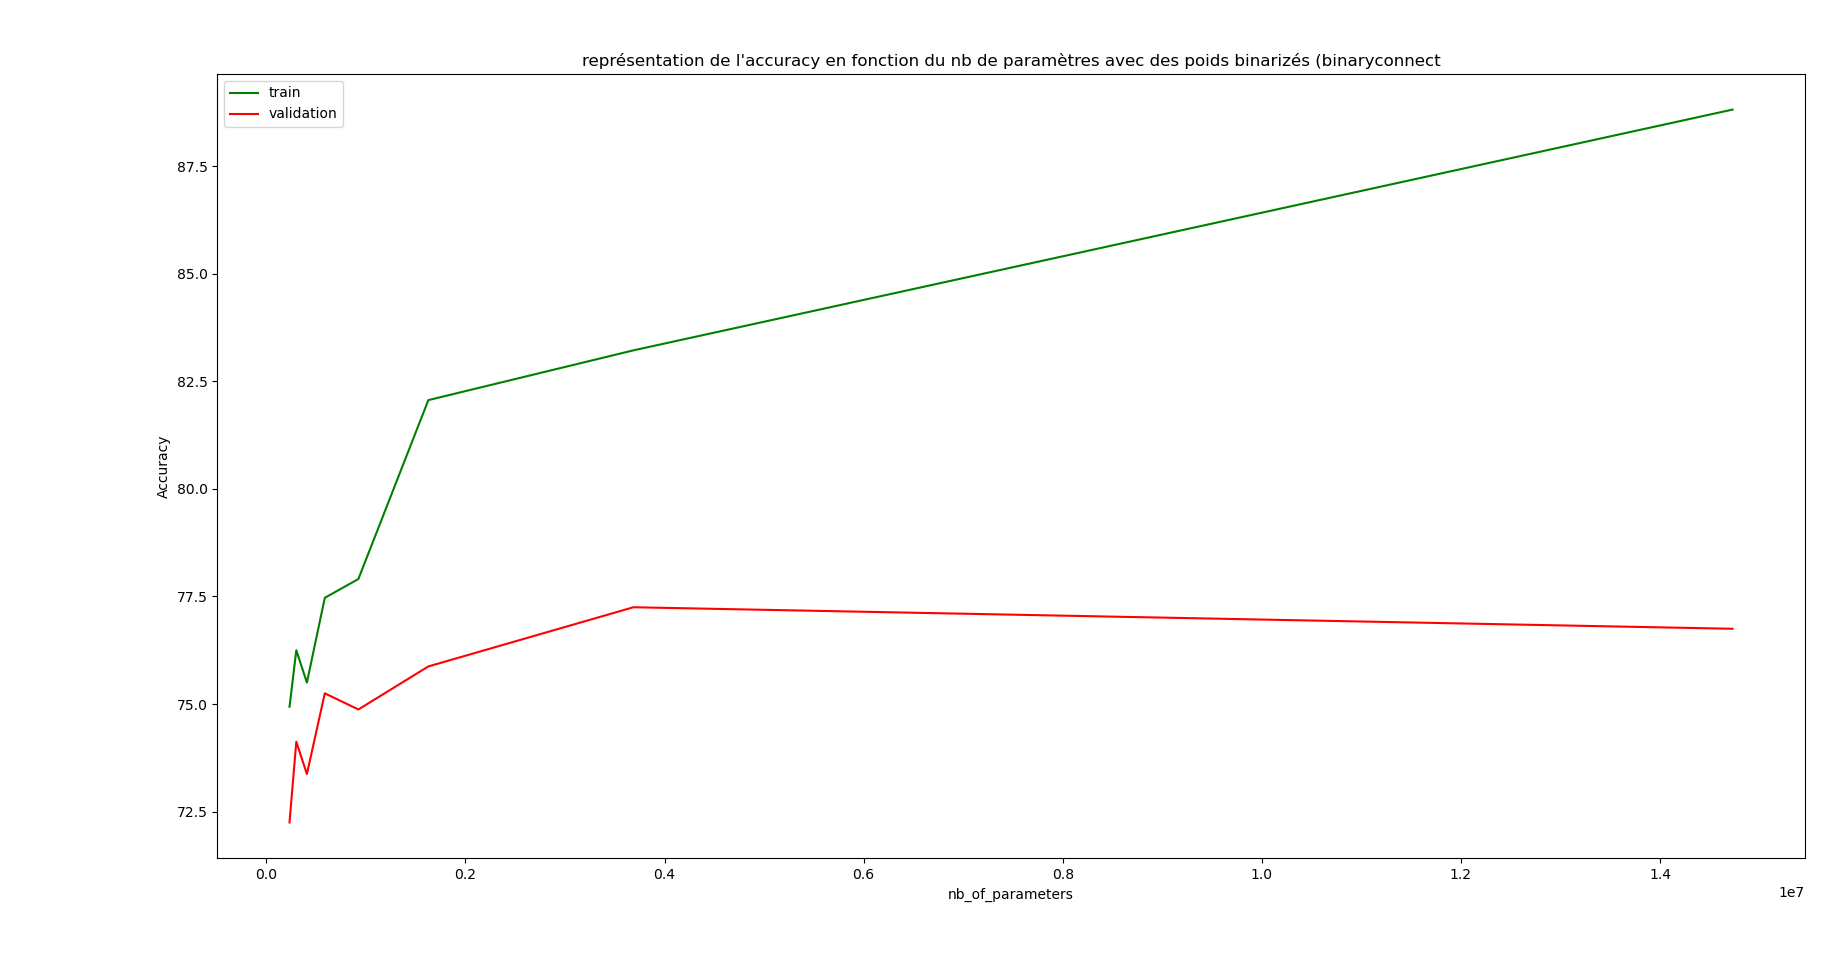 représentation de l'accuracy en fonction du nb de paramètres avec des poids binarizés (binaryconnect
train
validation
87.5
85.0
82.5
80.0
77.5
75.0
72.5
Accuracy
0.0 0.2 0.4 0.6 0.8 1.0 1.2 1.4
1e7
nb_of_parameters